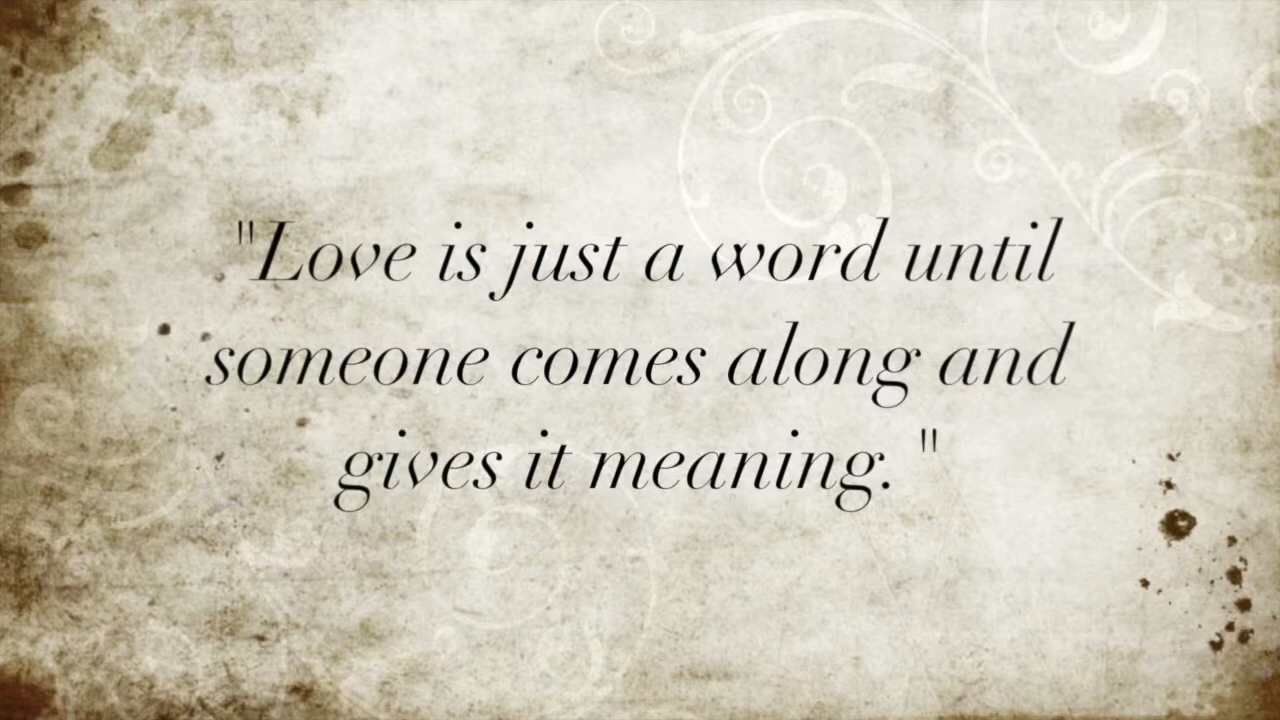 "Love is just a word until
someone comes along and
gives it meaning. "